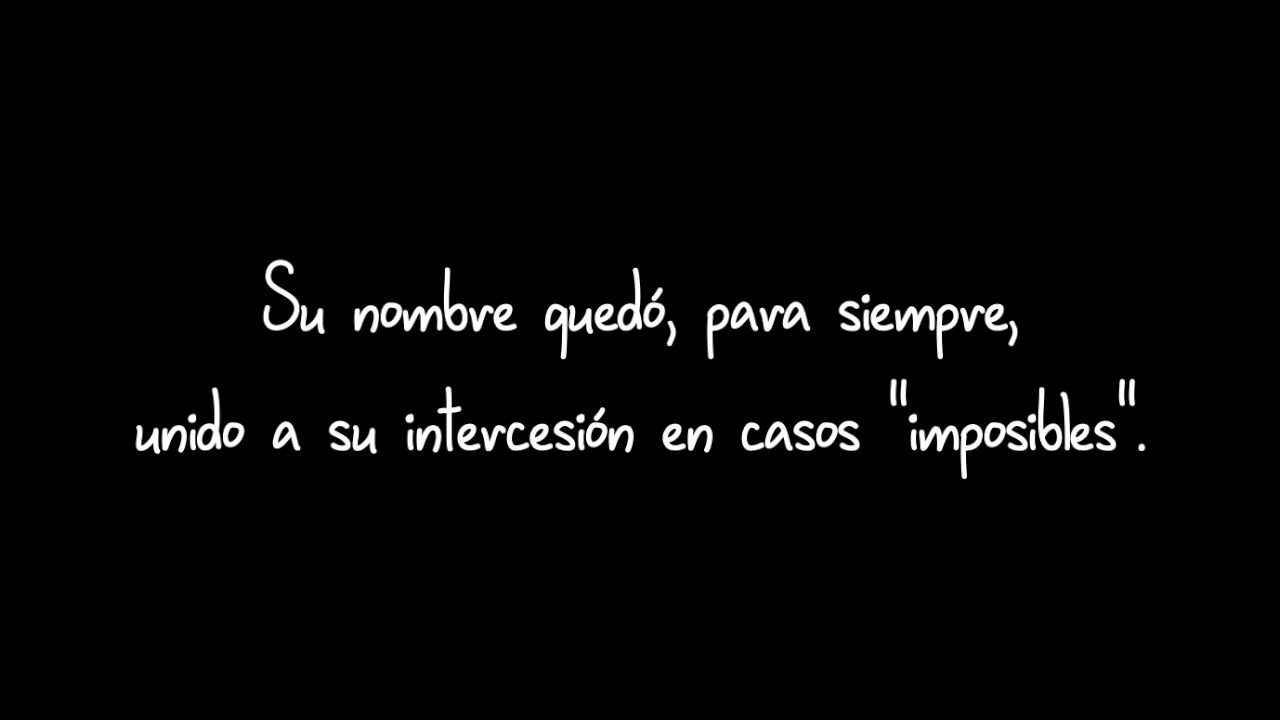 Su nombre quedó, para siempre,
unido a su intercesión en casos "imposibles".